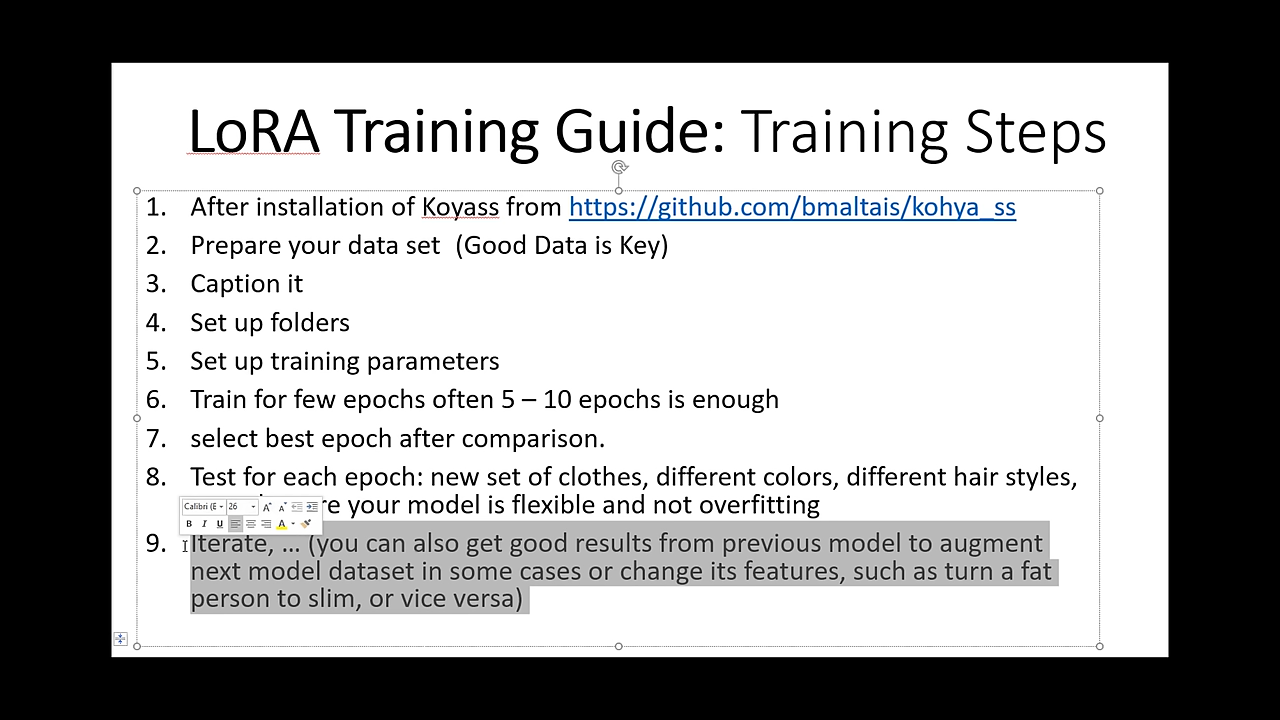 LoRA Training Guide: Training Steps
1. After installation of Koyass from https://github.com/bmaltais/kohya_ss
2. Prepare your data set (Good Data is Key)
3. Caption it
4. Set up folders
5. Set up training parameters
6. Train for few epochs often 5 – 10 epochs is enough
7. select best epoch after comparison.
8. Test for each epoch: new set of clothes, different colors, different hair styles,
your model is flexible and not overfitting
Calibri (E 26 A A
B I U A
9. Iterate, ... (you can also get good results from previous model to augment
next model dataset in some cases or change its features, such as turn a fat
person to slim, or vice versa)